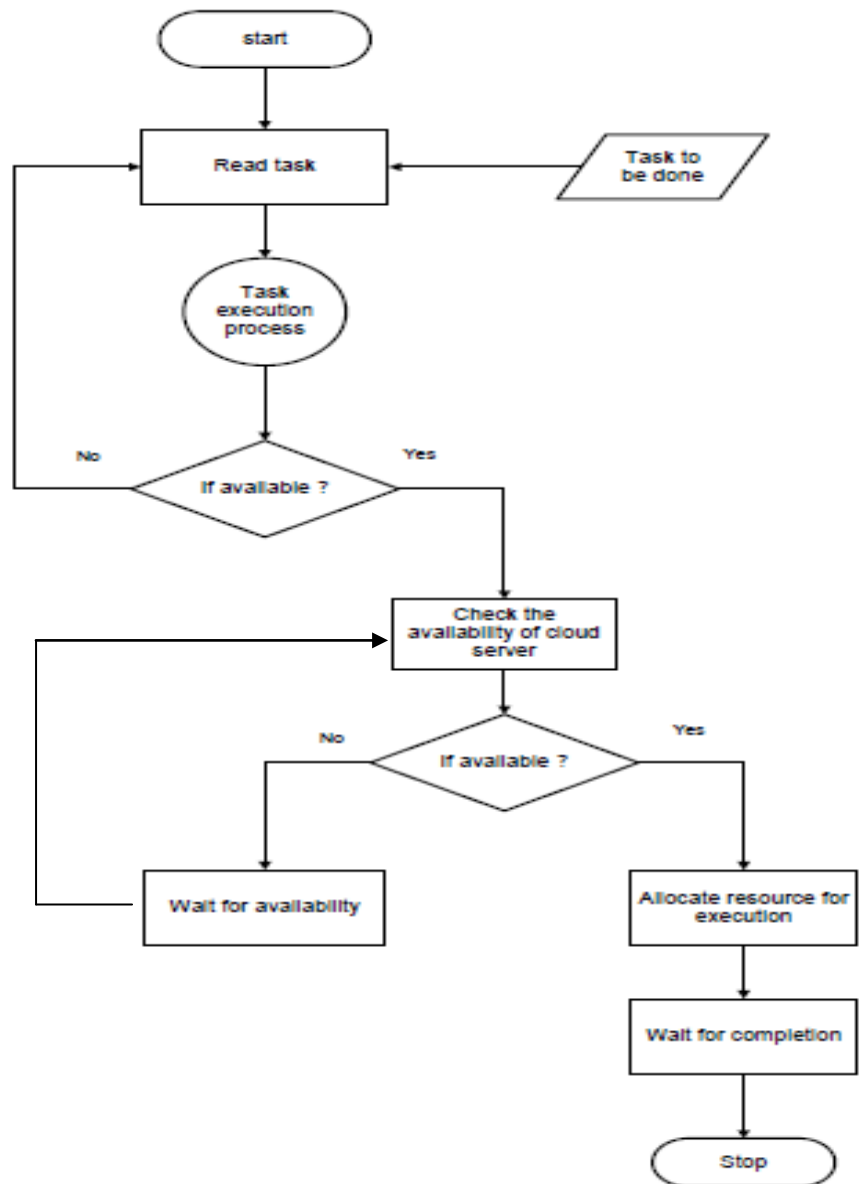 start
Read task
Task to
be done
Task
execution
process
No
Yes
If available ?
Check the
availability of cloud
server
No
Yes
If available ?
Wait for availability
Allocate resource for
execution
Wait for completion
Stop